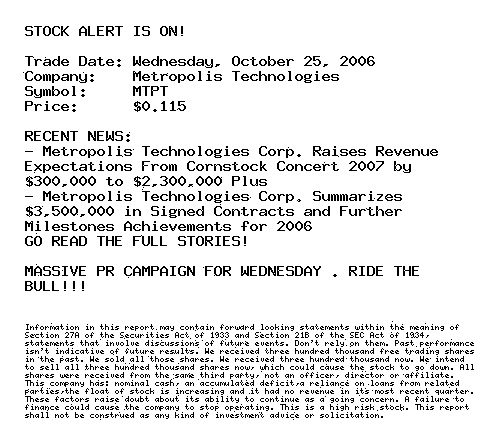 STOCK ALERT IS ON!
Trade Date: Wednesday, October 25, 2006
Company: Metropolis Technologies
Symbol: MTPT
Price: $0.115
RECENT NEWS:
- Metropolis Technologies Corp. Raises Revenue
Expectations From Cornstock Concert 2007 by
$300,000 to $2,300,000 Plus
- Metropolis Technologies Corp. Summarizes
$3,500,000 in Signed Contracts and Further
Milestones Achievements for 2006
GO READ THE FULL STORIES!
MASSIVE PR CAMPAIGN FOR WEDNESDAY . RIDE THE
BULL!!!
Information in this report may contain forward looking statements within the meaning of
Section 27A of the Securities Act of 1933 and Section 21B of the SEC Act of 1934,
statements that involve discussions of future events. Don't rely on them. Past performance
isn't indicative of future results. We received three hundred thousand free trading shares
in the past. We sold all those shares. We received three hundred thousand now. We intend
to sell all three hundred thousand shares now, which could cause the stock to go down. All
shares were received from the same third party, not an officer, director or affiliate.
This company has: nominal cash, an accumulated deficit,a reliance on loans from related
parties,the float of stock is increasing and it had no revenue in its most recent quarter.
These factors raise doubt about its ability to continue as a going concern. A failure to
finance could cause the company to stop operating. This is a high risk stock. This report
shall not be construed as any kind of investment advice or solicitation.